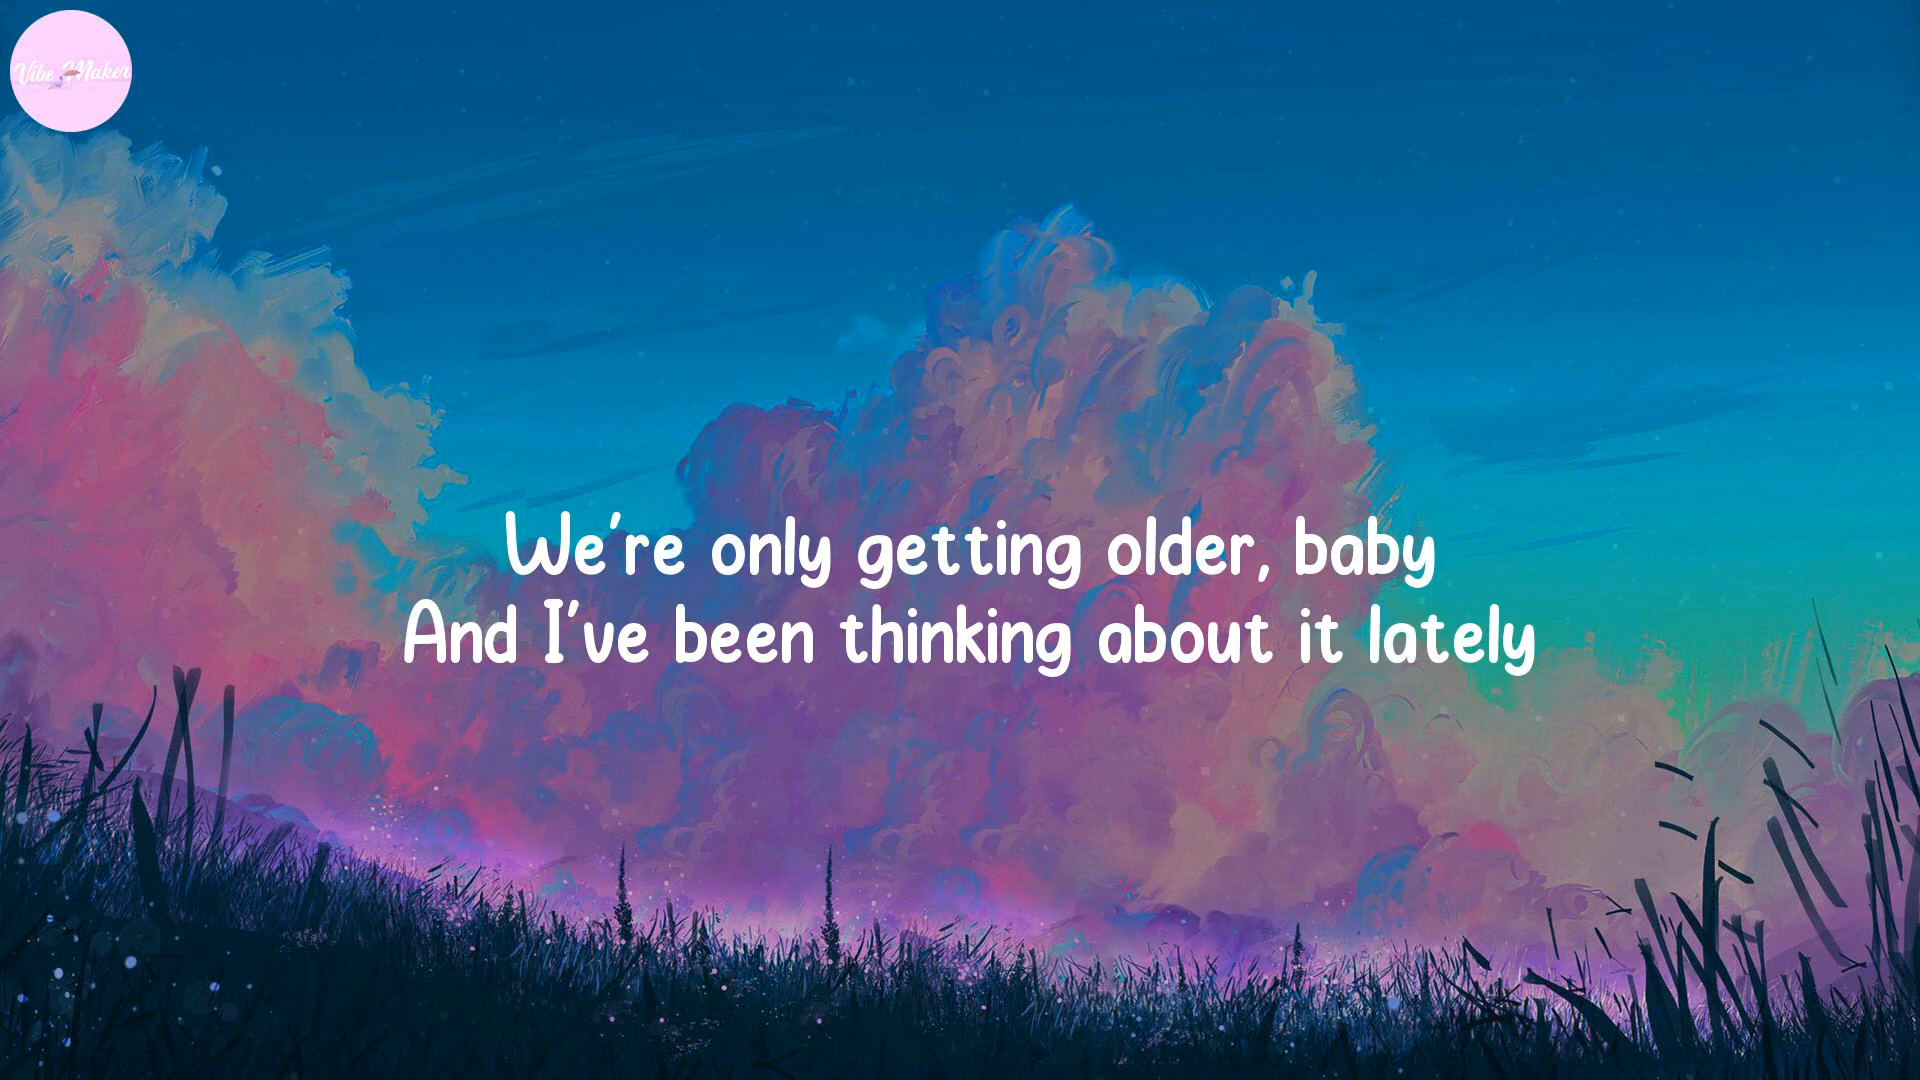 Vibe Maker
We're only getting older, baby
And I've been thinking about it lately